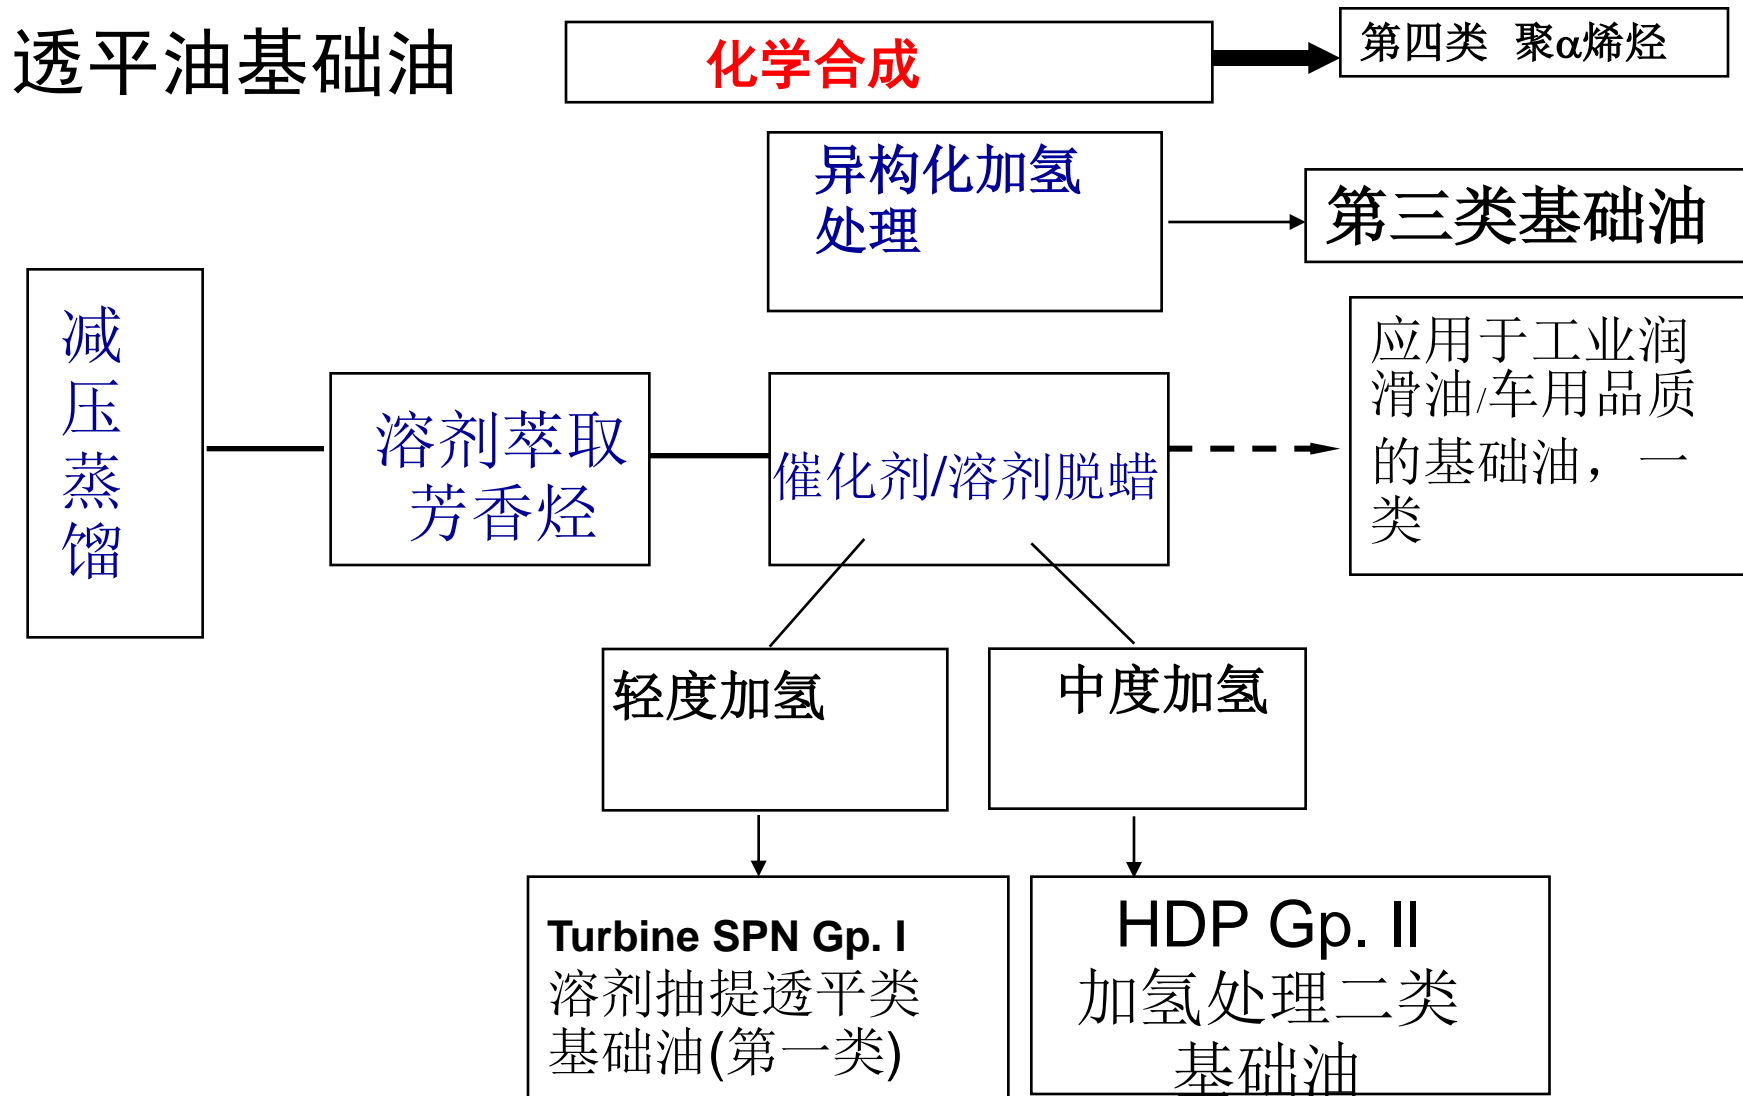 透平油基础油
化学合成
第四类 聚α烯烃
异构化加氢
处理
第三类基础油
减
压
蒸
馏
溶剂萃取
芳香烃
催化剂/溶剂脱蜡
应用于工业润
滑油/车用品质
的基础油，一
类
轻度加氢
中度加氢
Turbine SPN Gp. I
溶剂抽提透平类
基础油(第一类)
HDP Gp. II
加氢处理二类
基础油